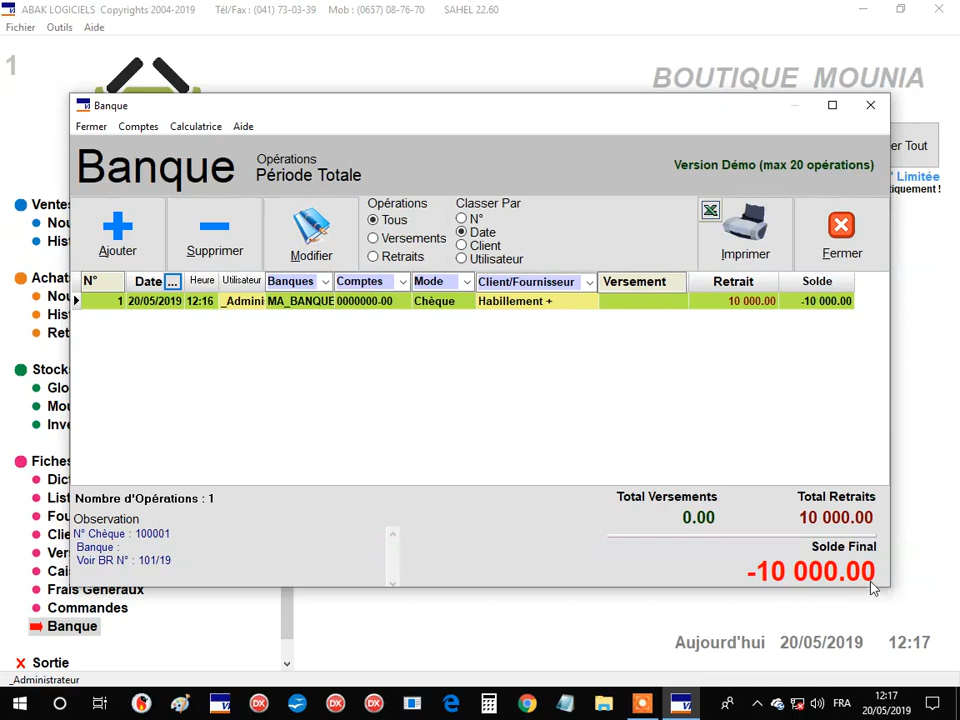 ABAK LOGICIELS Copyrights 2004-2019 Tél/Fax : (041) 73-03-39 Mob : (0657) 08-76-70 SAHEL 22.60
Fichier Outils Aide
1
BOUTIQUE MOUNIA
Banque
Fermer Comptes Calculatrice Aide
Banque
Opérations
Période Totale
Version Démo (max 20 opérations)
er Tout
Limitée
tiquement !
Ajouter
Supprimer
Modifier
Opérations
Tous
Versements
Retraits
Classer Par
N°
Date
Client
Utilisateur
Imprimer
Fermer
N° Date ... Heure Utilisateur Banques Comptes Mode Client/Fournisseur Versement Retrait Solde
1 20/05/2019 12:16 _Admini MA_BANQUE 0000000-00 Chèque Habillement + 10 000.00 -10 000.00
Ventes
Nou
Hist
Achat
Nou
Hist
Ret
Stock
Glo
Mou
Inve
Fiches
Dic
List
Fou
Clie
Ver
Cai
Frais Généraux
Commandes
Banque
Sortie
Nombre d'Opérations : 1
Observation
N° Chèque : 100001
Banque :
Voir BR N° : 101/19
Total Versements Total Retraits
0.00 10 000.00
Solde Final
-10 000.00
Aujourd'hui 20/05/2019 12:17
_Administrateur
FRA
12:17
20/05/2019